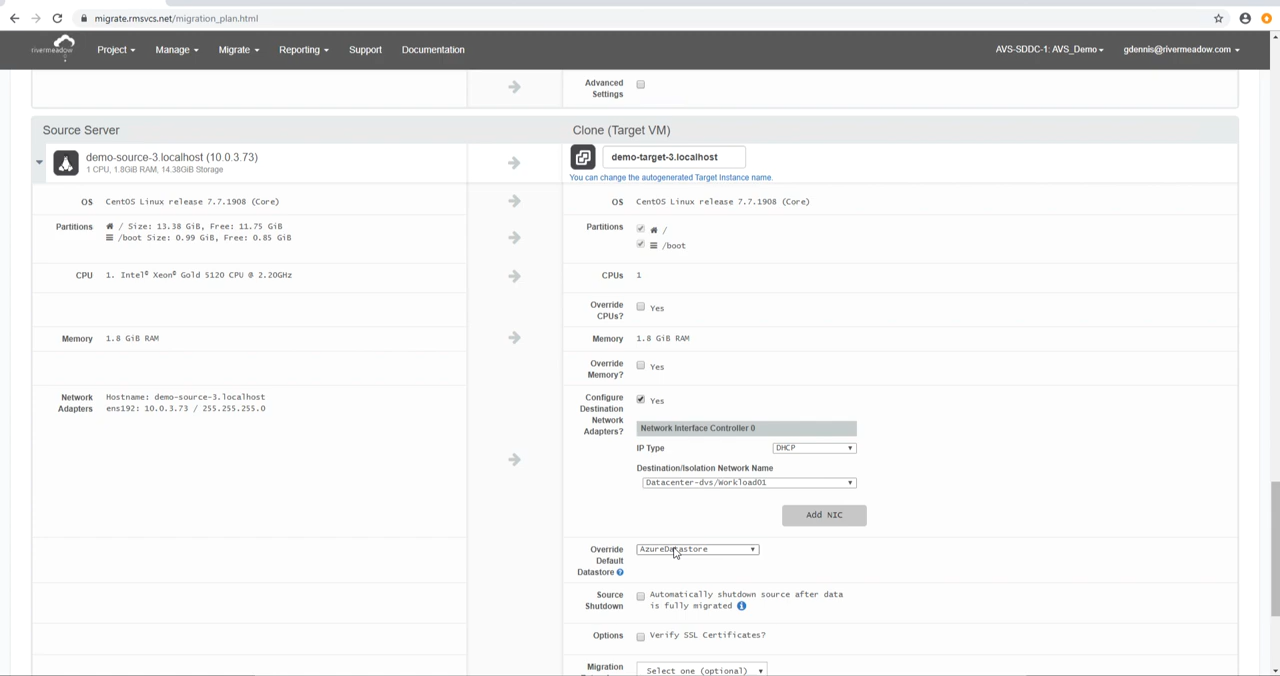 migrate.rmsvcs.net/migration_plan.html
rivermeadow
Project Manage Migrate Reporting Support Documentation AVS-SDDC-1: AVS_Demo gdennis@rivermeadow.com
Advanced
Settings
Source Server Clone (Target VM)
demo-source-3.localhost (10.0.3.73)
1 CPU, 1.8GiB RAM, 14.38GiB Storage
demo-target-3.localhost
You can change the autogenerated Target Instance name.
OS CentOS Linux release 7.7.1908 (Core) OS CentOS Linux release 7.7.1908 (Core)
Partitions / Size: 13.38 GiB, Free: 11.75 GiB
/boot Size: 0.99 GiB, Free: 0.85 GiB
Partitions /
/boot
CPU 1. Intel® Xeon® Gold 5120 CPU @ 2.20GHz CPUs 1
Override
CPUs?
Yes
Memory 1.8 GiB RAM Memory 1.8 GiB RAM
Override
Memory?
Yes
Network
Adapters
Hostname: demo-source-3.localhost
ens192: 10.0.3.73 / 255.255.255.0
Configure
Destination
Network
Adapters?
Yes
Network Interface Controller 0
IP Type DHCP
Destination/Isolation Network Name
Datacenter-dvs/Workload01
Add NIC
Override
Default
Datastore
AzureDatastore
Source
Shutdown
Automatically shutdown source after data
is fully migrated
Options Verify SSL Certificates?
Migration
Select one (optional)